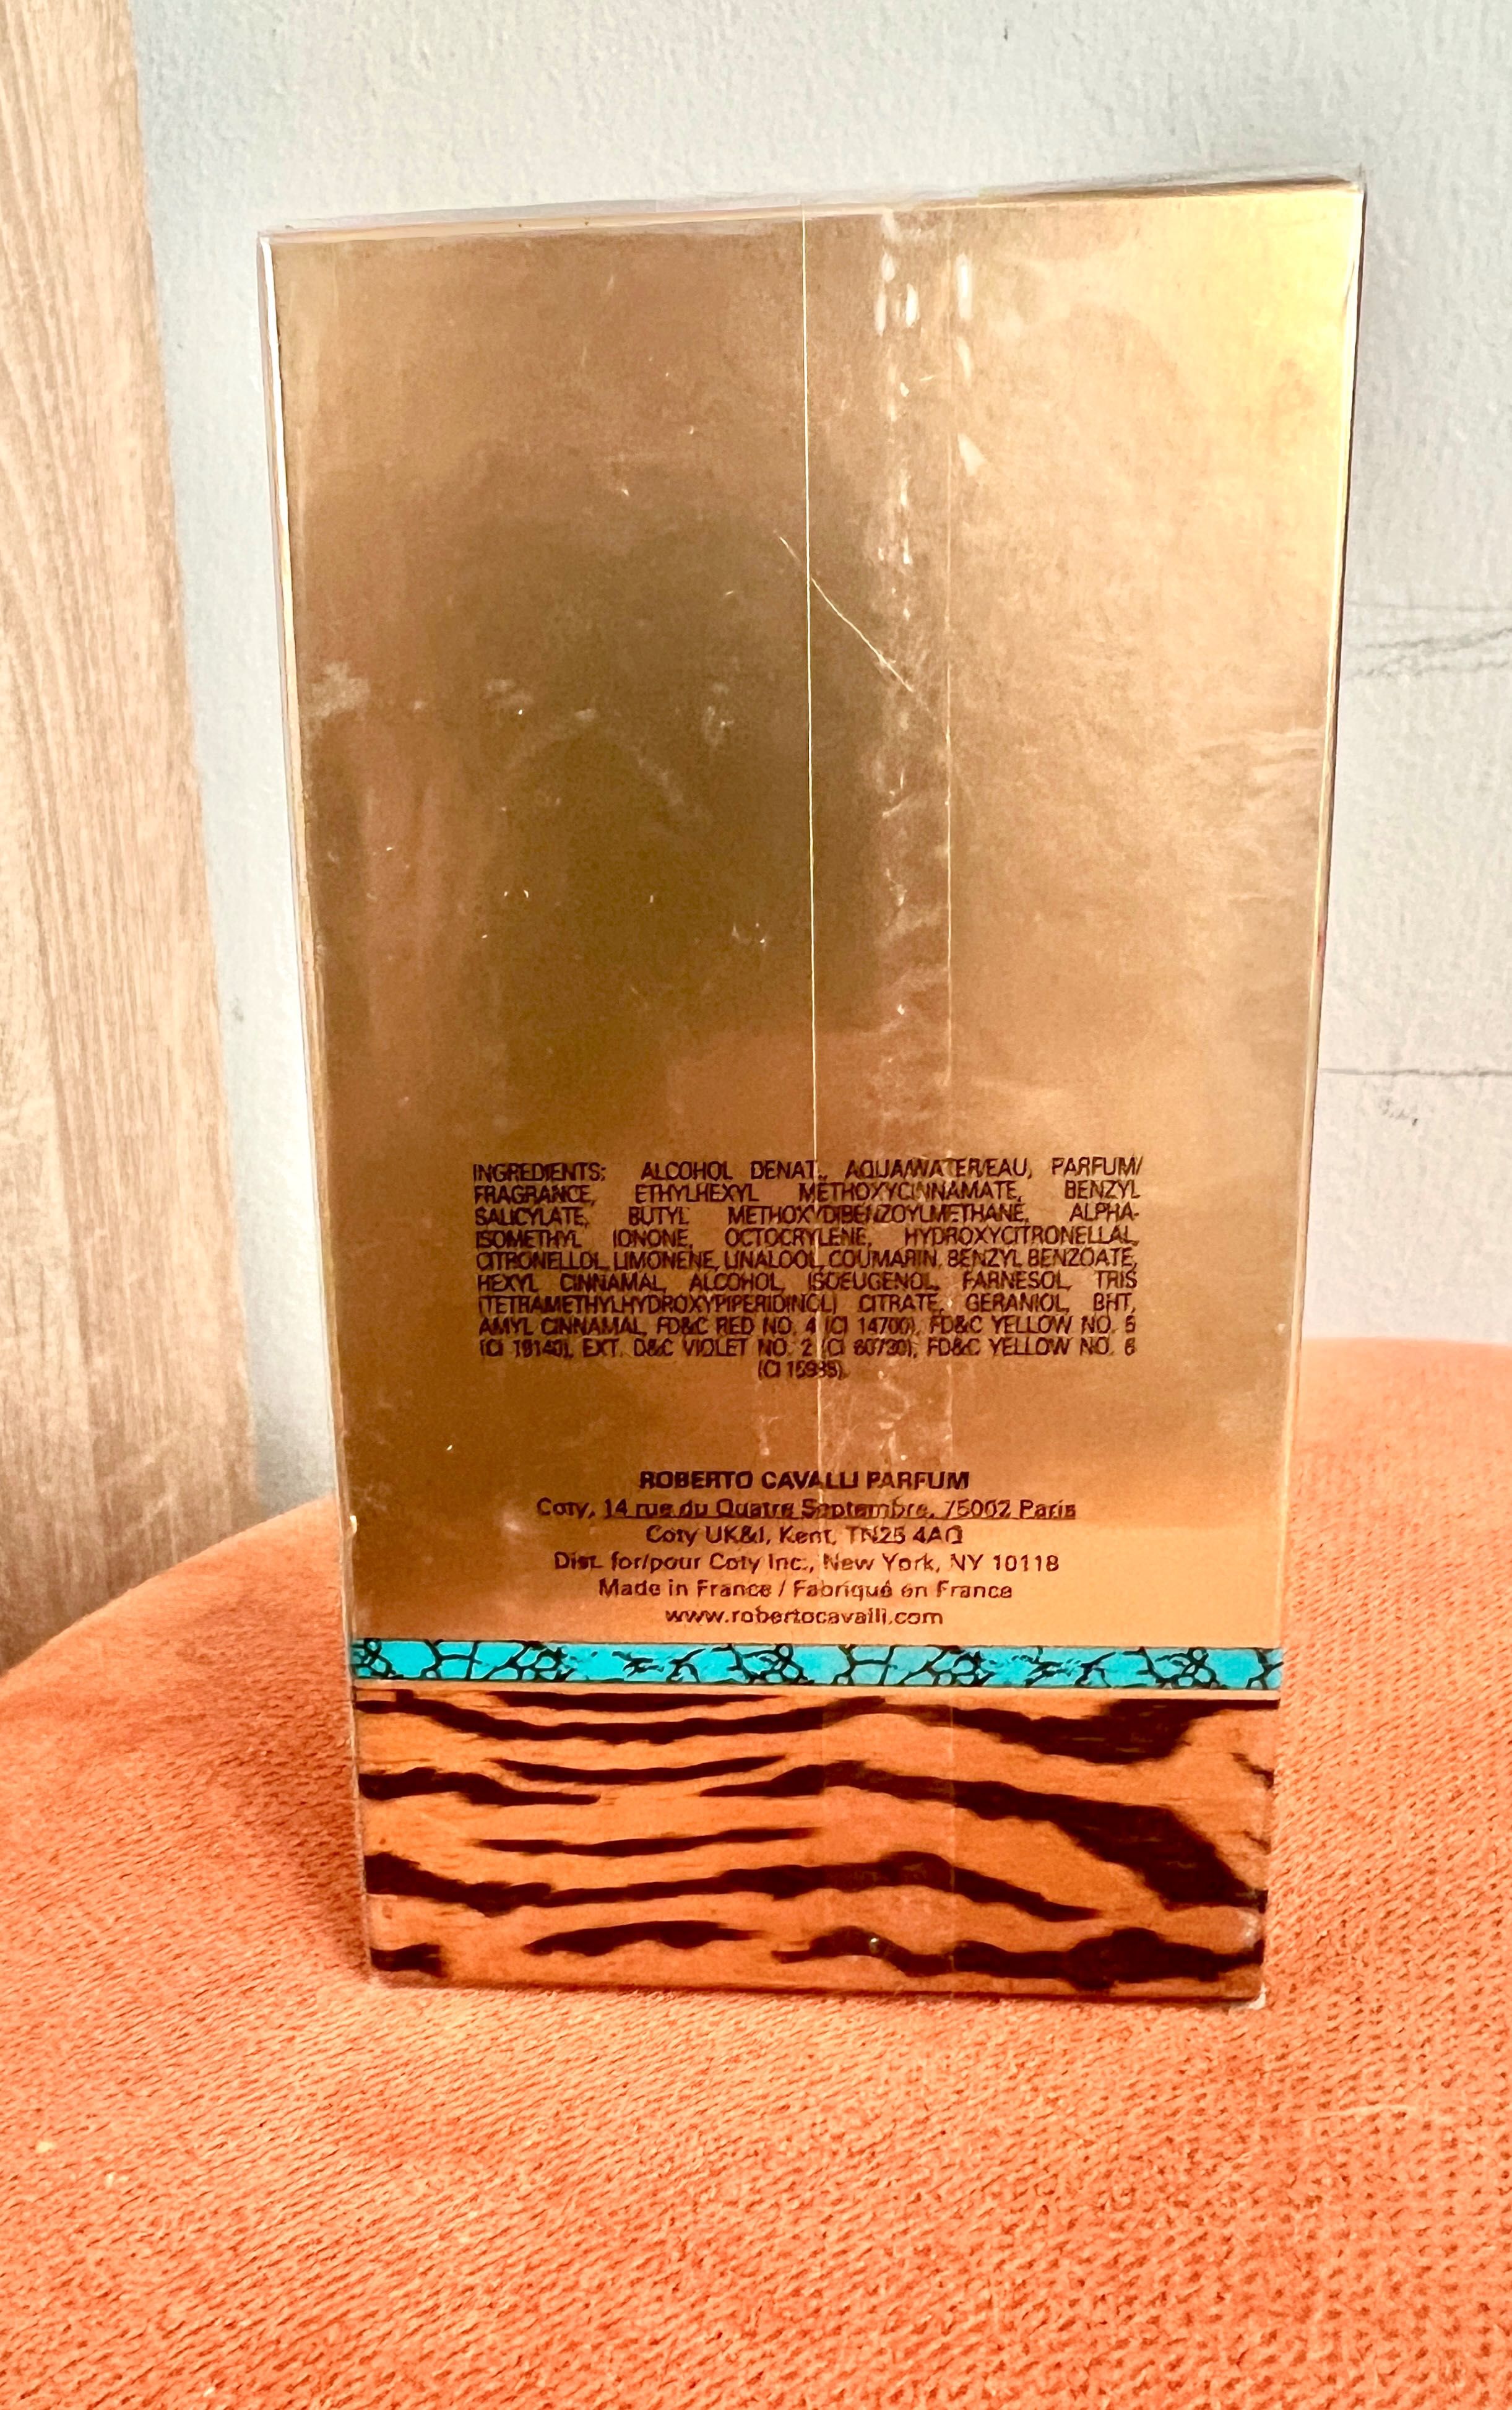 INGREDIENTS: ALCOHOL DENAT., AQUA/WATER/EAU, PARFUM/
FRAGRANCE, ETHYLHEXYL METHOXYCINNAMATE, BENZYL
SALICYLATE, BUTYL METHOXYDIBENZOYLMETHANE, ALPHA-
ISOMETHYL IONONE, OCTOCRYLENE, HYDROXYCITRONELLAL,
CITRONELLOL, LIMONENE, LINALOOL, COUMARIN, BENZYL BENZOATE,
HEXYL CINNAMAL, ALCOHOL, ISOEUGENOL, FARNESOL, TRIS
(TETRAMETHYLHYDROXYPIPERIDINOL) CITRATE, GERANIOL, BHT,
AMYL CINNAMAL, FD&C RED NO. 4 (CI 14700), FD&C YELLOW NO. 5
(CI 19140), EXT. D&C VIOLET NO. 2 (CI 60730), FD&C YELLOW NO. 6
(CI 15985).
ROBERTO CAVALLI PARFUM
Coty, 14 rue du Quatre Septembre, 75002 Paris
Coty UK&I, Kent, TN25 4AQ
Dist. for/pour Coty Inc., New York, NY 10118
Made in France / Fabriqué en France
www.robertocavalli.com